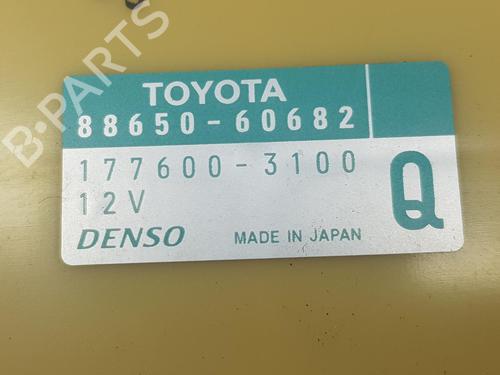 TOYOTA
88650-60682
177600-3100
12V
Q
DENSO MADE IN JAPAN
B-PARTS